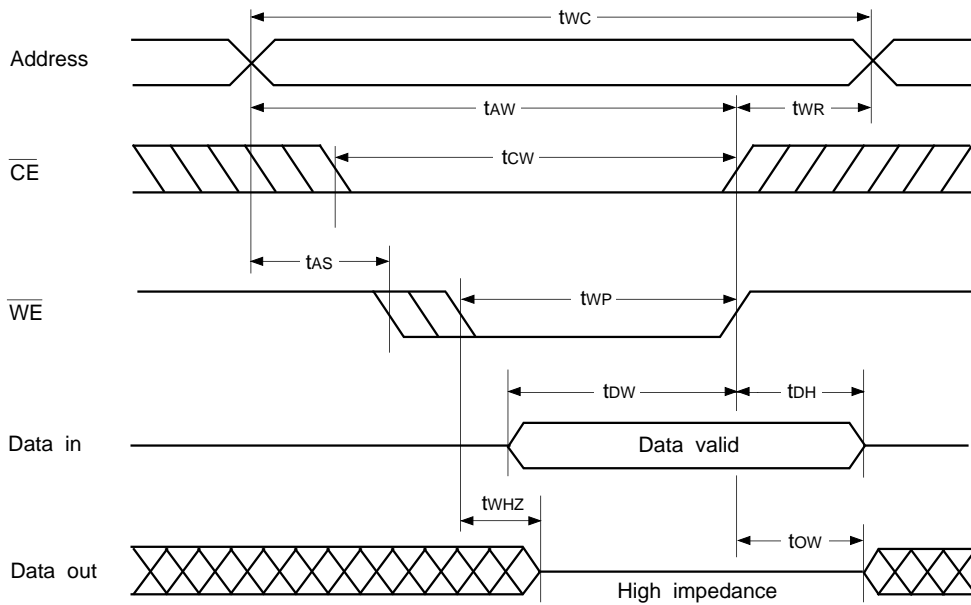 tWC
Address
tAW
tWR
CE
tCW
tAS
WE
tWP
tDW
tDH
Data in
Data valid
tWHZ
tOW
Data out
High impedance